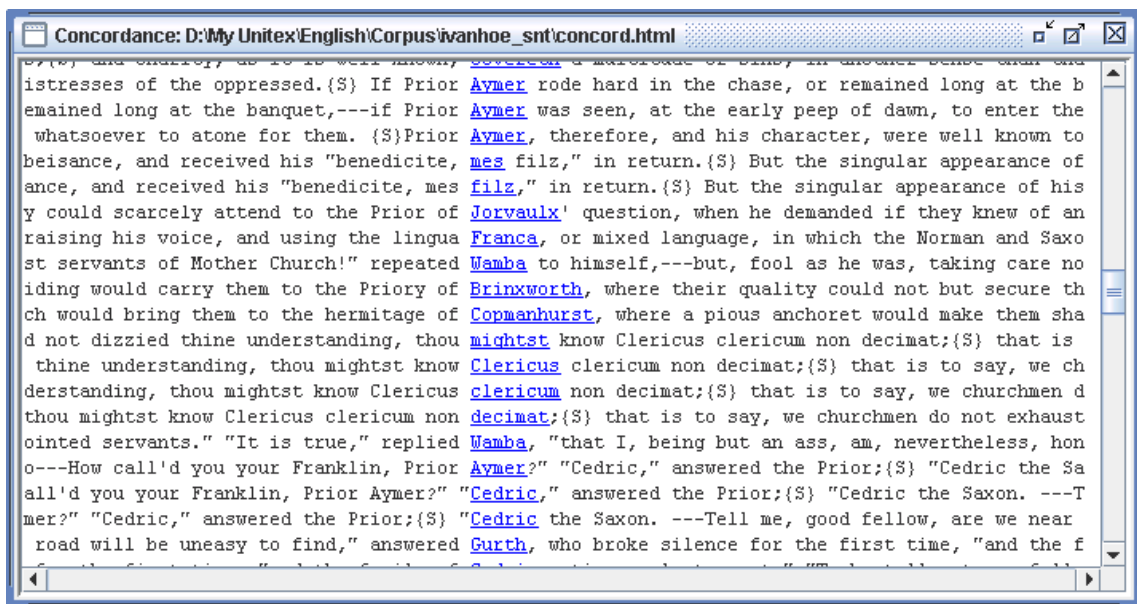 Concordance: D:\My Unitex\English\Corpus\ivanhoe_snt\concord.html
istresses of the oppressed.{S} If Prior Aymer rode hard in the chase, or remained long at the b
emained long at the banquet,---if Prior Aymer was seen, at the early peep of dawn, to enter the
whatsoever to atone for them. {S}Prior Aymer, therefore, and his character, were well known to
beisance, and received his "benedicite, mes filz," in return.{S} But the singular appearance of
ance, and received his "benedicite, mes filz," in return.{S} But the singular appearance of his
y could scarcely attend to the Prior of Jorvaulx' question, when he demanded if they knew of an
raising his voice, and using the lingua Franca, or mixed language, in which the Norman and Saxo
st servants of Mother Church!" repeated Wamba to himself,---but, fool as he was, taking care no
iding would carry them to the Priory of Brinxworth, where their quality could not but secure th
ch would bring them to the hermitage of Copmanhurst, where a pious anchoret would make them sha
d not dizzied thine understanding, thou mightst know Clericus clericum non decimat;{S} that is
thine understanding, thou mightst know Clericus clericum non decimat;{S} that is to say, we ch
derstanding, thou mightst know Clericus clericum non decimat;{S} that is to say, we churchmen d
thou mightst know Clericus clericum non decimat;{S} that is to say, we churchmen do not exhaust
ointed servants." "It is true," replied Wamba, "that I, being but an ass, am, nevertheless, hon
o---How call'd you your Franklin, Prior Aymer?" "Cedric," answered the Prior;{S} "Cedric the Sa
all'd you your Franklin, Prior Aymer?" "Cedric," answered the Prior;{S} "Cedric the Saxon. ---T
mer?" "Cedric," answered the Prior;{S} "Cedric the Saxon. ---Tell me, good fellow, are we near
road will be uneasy to find," answered Gurth, who broke silence for the first time, "and the f